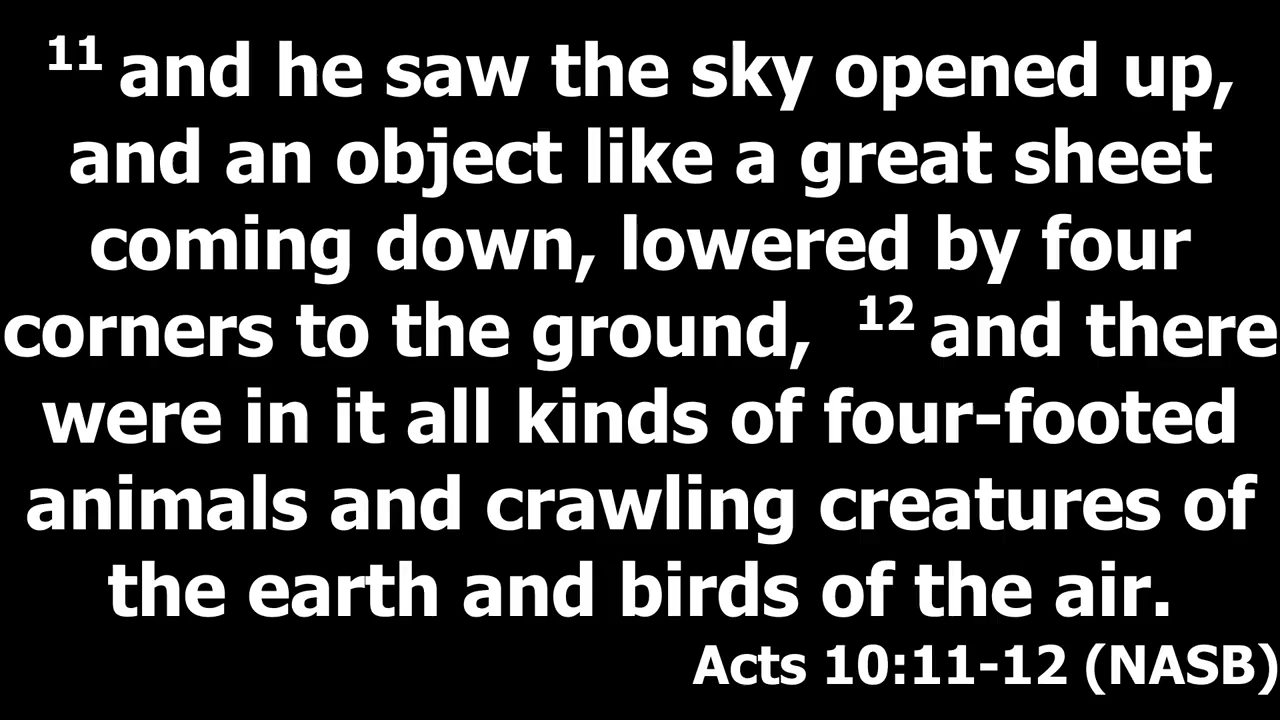 11 and he saw the sky opened up,
and an object like a great sheet
coming down, lowered by four
corners to the ground, 12 and there
were in it all kinds of four-footed
animals and crawling creatures of
the earth and birds of the air.
Acts 10:11-12 (NASB)